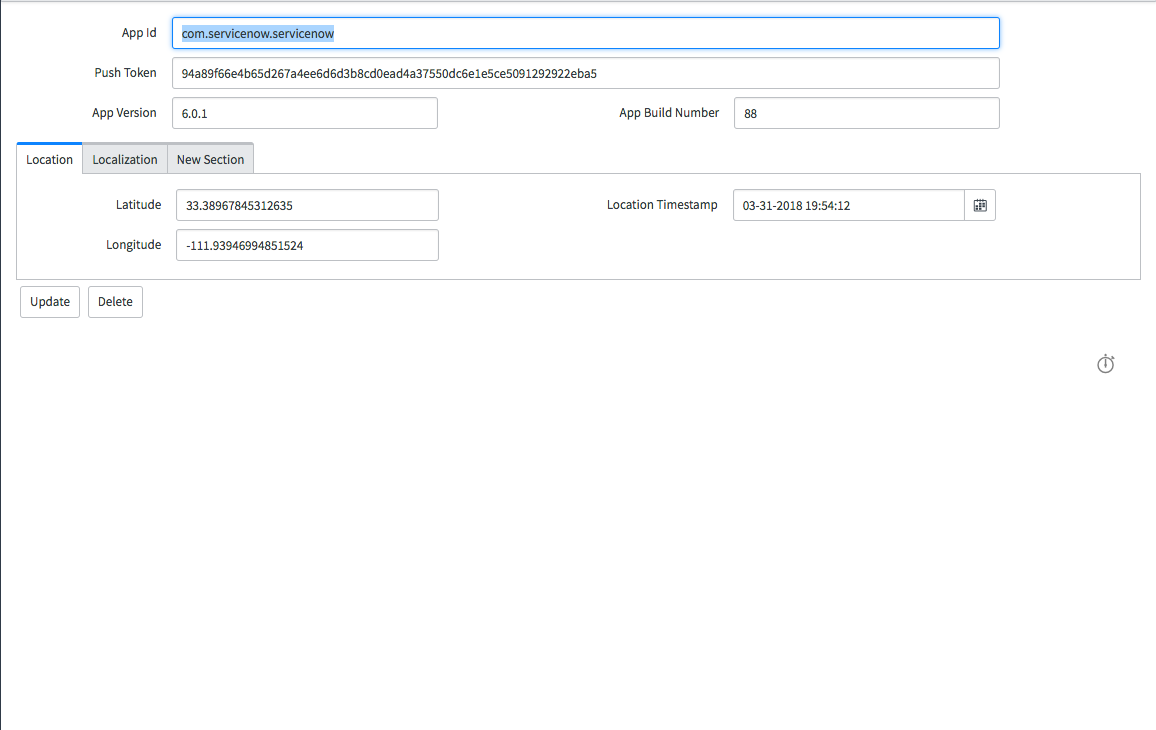 App Id com.servicenow.servicenow
Push Token 94a89f66e4b65d267a4ee6d6d3b8cd0ead4a37550dc6e1e5ce5091292922eba5
App Version 6.0.1 App Build Number 88
Location Localization New Section
Latitude 33.38967845312635 Location Timestamp 03-31-2018 19:54:12
Longitude -111.93946994851524
Update Delete